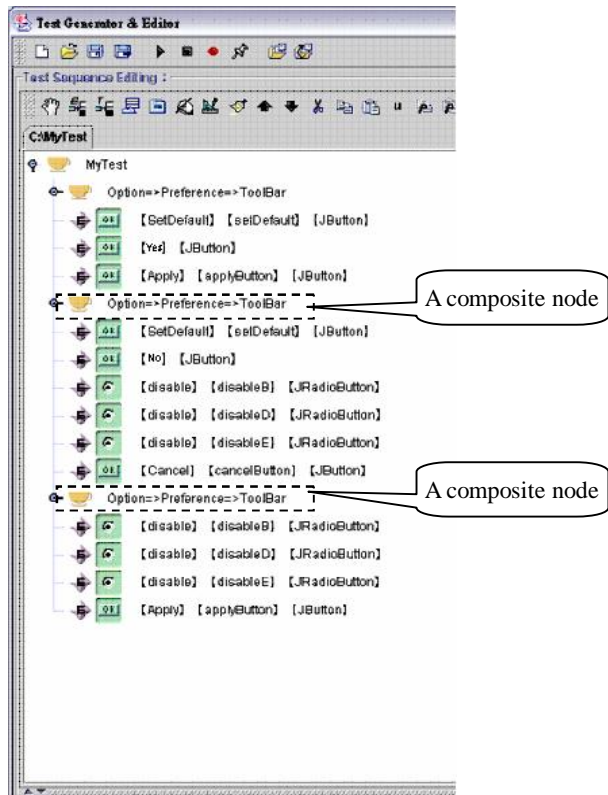 Test Generator & Editor
Test Sequence Editing :
C:\MyTest
MyTest
Option=>Preference=>ToolBar
【SetDefault】【setDefault】【JButton】
【Yes】【JButton】
【Apply】【applyButton】【JButton】
Option=>Preference=>ToolBar
A composite node
【SetDefault】【setDefault】【JButton】
【No】【JButton】
【disable】【disableB】【JRadioButton】
【disable】【disableD】【JRadioButton】
【disable】【disableE】【JRadioButton】
【Cancel】【cancelButton】【JButton】
Option=>Preference=>ToolBar
A composite node
【disable】【disableB】【JRadioButton】
【disable】【disableD】【JRadioButton】
【disable】【disableE】【JRadioButton】
【Apply】【applyButton】【JButton】